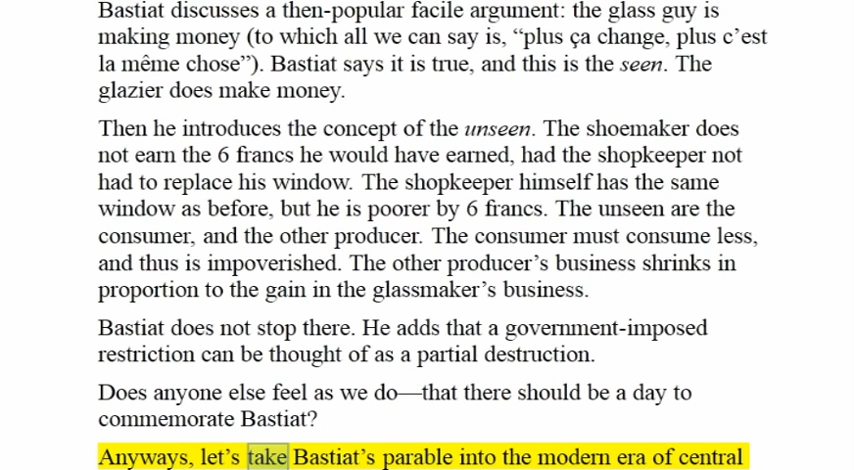 Bastiat discusses a then-popular facile argument: the glass guy is
making money (to which all we can say is, “plus ça change, plus c’est
la même chose”). Bastiat says it is true, and this is the seen. The
glazier does make money.
Then he introduces the concept of the unseen. The shoemaker does
not earn the 6 francs he would have earned, had the shopkeeper not
had to replace his window. The shopkeeper himself has the same
window as before, but he is poorer by 6 francs. The unseen are the
consumer, and the other producer. The consumer must consume less,
and thus is impoverished. The other producer’s business shrinks in
proportion to the gain in the glassmaker’s business.
Bastiat does not stop there. He adds that a government-imposed
restriction can be thought of as a partial destruction.
Does anyone else feel as we do—that there should be a day to
commemorate Bastiat?
Anyways, let’s take Bastiat’s parable into the modern era of central